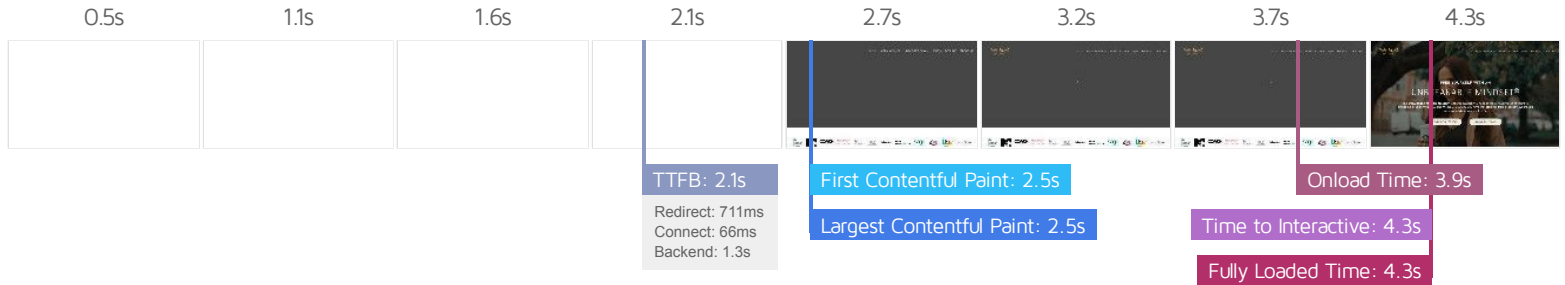 0.5s
1.1s
1.6s
2.1s
2.7s
3.2s
3.7s
4.3s
UNBEATABLE MINDSET®
TTFB: 2.1s
Redirect: 711ms
Connect: 66ms
Backend: 1.3s
First Contentful Paint: 2.5s
Largest Contentful Paint: 2.5s
Onload Time: 3.9s
Time to Interactive: 4.3s
Fully Loaded Time: 4.3s